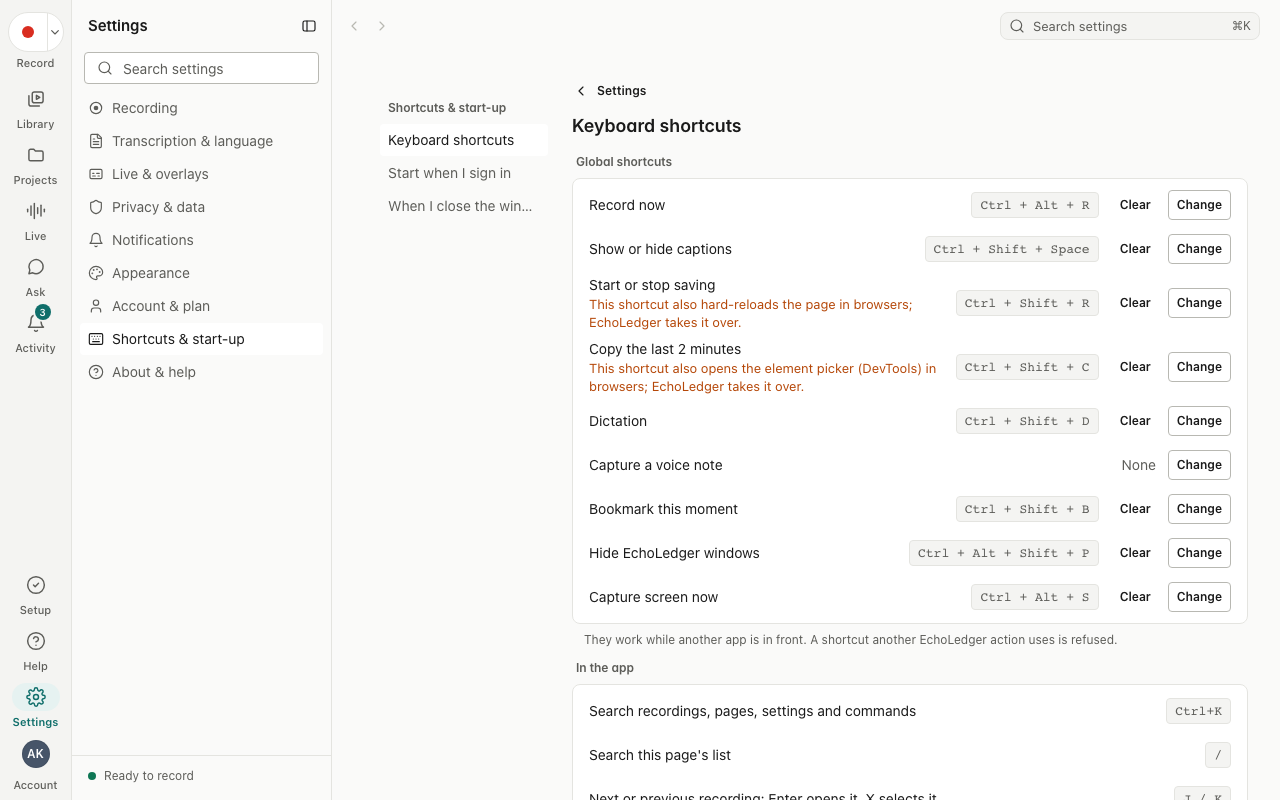 Record
Library
Projects
Live
Ask
3
Activity
Setup
Help
Settings
AK
Account
Settings
Search settings
Recording
Transcription & language
Live & overlays
Privacy & data
Notifications
Appearance
Account & plan
Shortcuts & start-up
About & help
Ready to record
Search settings
⌘K
Shortcuts & start-up
Keyboard shortcuts
Start when I sign in
When I close the win...
Settings
Keyboard shortcuts
Global shortcuts
Record now Ctrl + Alt + R Clear Change
Show or hide captions Ctrl + Shift + Space Clear Change
Start or stop saving
This shortcut also hard-reloads the page in browsers;
EchoLedger takes it over.
Ctrl + Shift + R Clear Change
Copy the last 2 minutes
This shortcut also opens the element picker (DevTools) in
browsers; EchoLedger takes it over.
Ctrl + Shift + C Clear Change
Dictation Ctrl + Shift + D Clear Change
Capture a voice note None Change
Bookmark this moment Ctrl + Shift + B Clear Change
Hide EchoLedger windows Ctrl + Alt + Shift + P Clear Change
Capture screen now Ctrl + Alt + S Clear Change
They work while another app is in front. A shortcut another EchoLedger action uses is refused.
In the app
Search recordings, pages, settings and commands Ctrl+K
Search this page's list /
Next or previous recording; Enter opens it, X selects it J / K